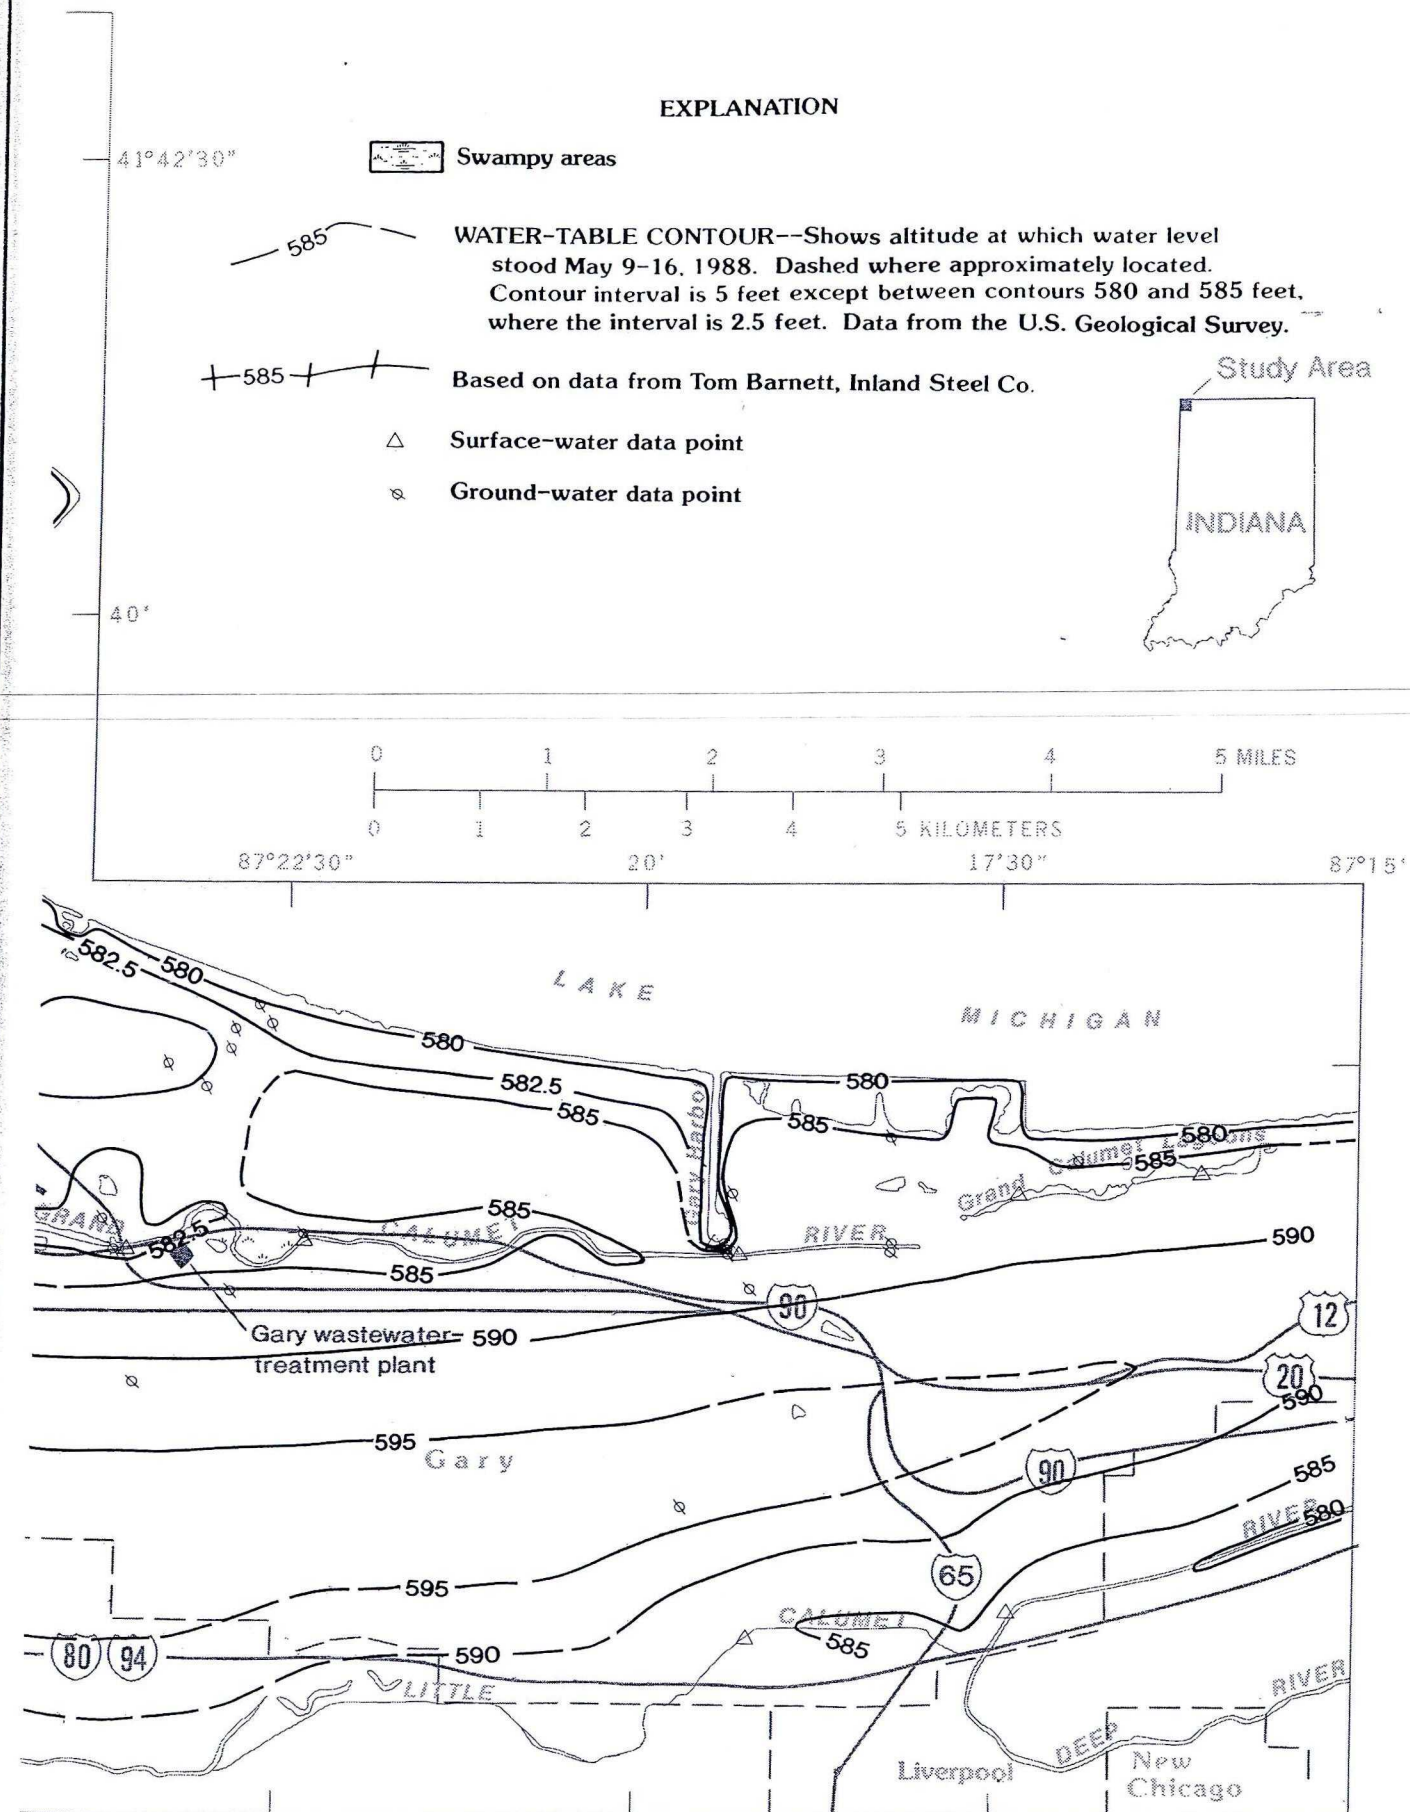 EXPLANATION
41°42'30"
Swampy areas
585
WATER-TABLE CONTOUR--Shows altitude at which water level
stood May 9-16, 1988. Dashed where approximately located.
Contour interval is 5 feet except between contours 580 and 585 feet,
where the interval is 2.5 feet. Data from the U.S. Geological Survey.
585
Based on data from Tom Barnett, Inland Steel Co.
Study Area
Surface-water data point
Ground-water data point
INDIANA
40'
0 1 2 3 4 5 MILES
0 1 2 3 4 5 KILOMETERS
87°22'30" 20' 17'30" 87°15'
582.5
580
LAKE
MICHIGAN
580
582.5
580
585
585
Gary Harbo
580
Grand Calumet Lagoons
585
585
GRAND
CALUMET
RIVER
582.5
590
585
90
12
Gary wastewater-
treatment plant
590
20
590
595
Gary
90
585
RIVER
580
65
595
CALUMET
585
80 94
590
LITTLE
RIVER
DEEP
Liverpool
New
Chicago